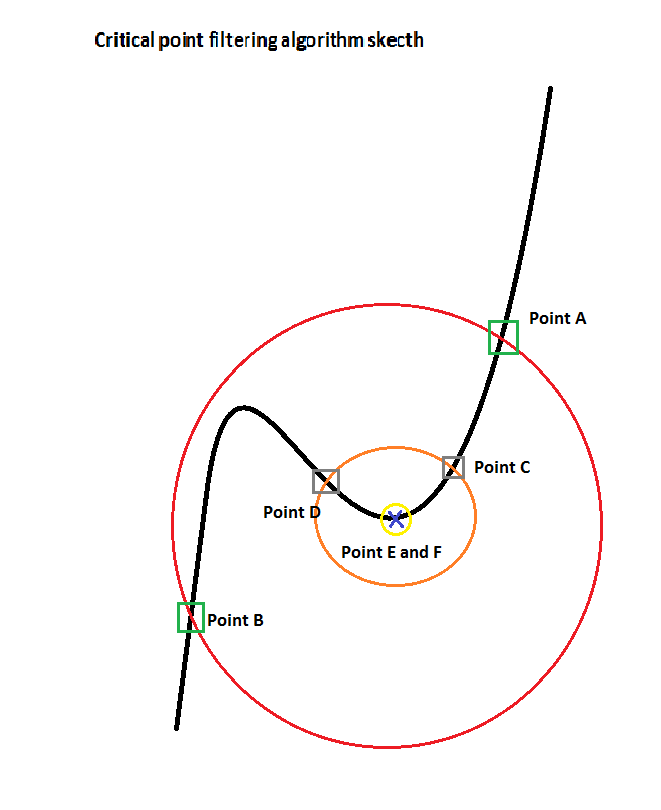 Critical point filtering algorithm skecth
Point A
Point C
Point D
Point E and F
Point B